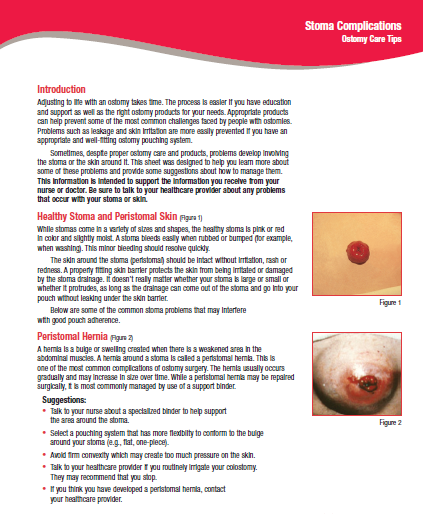 Stoma Complications
Ostomy Care Tips
Introduction
Adjusting to life with an ostomy takes time. The process is easier if you have education
and support as well as the right ostomy products for your needs. Appropriate products
can help prevent some of the most common challenges faced by people with ostomies.
Problems such as leakage and skin irritation are more easily prevented if you have an
appropriate and well-fitting ostomy pouching system.
Sometimes, despite proper ostomy care and products, problems develop involving
the stoma or the skin around it. This sheet was designed to help you learn more about
some of these problems and provide some suggestions about how to manage them.
This information is intended to support the information you receive from your
nurse or doctor. Be sure to talk to your healthcare provider about any problems
that occur with your stoma or skin.
Healthy Stoma and Peristomal Skin (Figure 1)
While stomas come in a variety of sizes and shapes, the healthy stoma is pink or red
in color and slightly moist. A stoma bleeds easily when rubbed or bumped (for example,
when washing). This minor bleeding should resolve quickly.
The skin around the stoma (peristomal) should be intact without irritation, rash or
redness. A properly fitting skin barrier protects the skin from being irritated or damaged
by the stoma drainage. It doesn't really matter whether your stoma is large or small or
whether it protrudes, as long as the drainage can come out of the stoma and go into your
pouch without leaking under the skin barrier.
Below are some of the common stoma problems that may interfere
with good pouch adherence.
Figure 1
Peristomal Hernia (Figure 2)
A hernia is a bulge or swelling created when there is a weakened area in the
abdominal muscles. A hernia around a stoma is called a peristomal hernia. This is
one of the most common complications of ostomy surgery. The hernia usually occurs
gradually and may increase in size over time. While a peristomal hernia may be repaired
surgically, it is most commonly managed by use of a support binder.
Suggestions:
• Talk to your nurse about a specialized binder to help support
the area around the stoma.
• Select a pouching system that has more flexibilty to conform to the bulge
around your stoma (e.g., flat, one-piece).
• Avoid firm convexity which may create too much pressure on the skin.
• Talk to your healthcare provider if you routinely irrigate your colostomy.
They may recommend that you stop.
• If you think you have developed a peristomal hernia, contact
your healthcare provider.
Figure 2